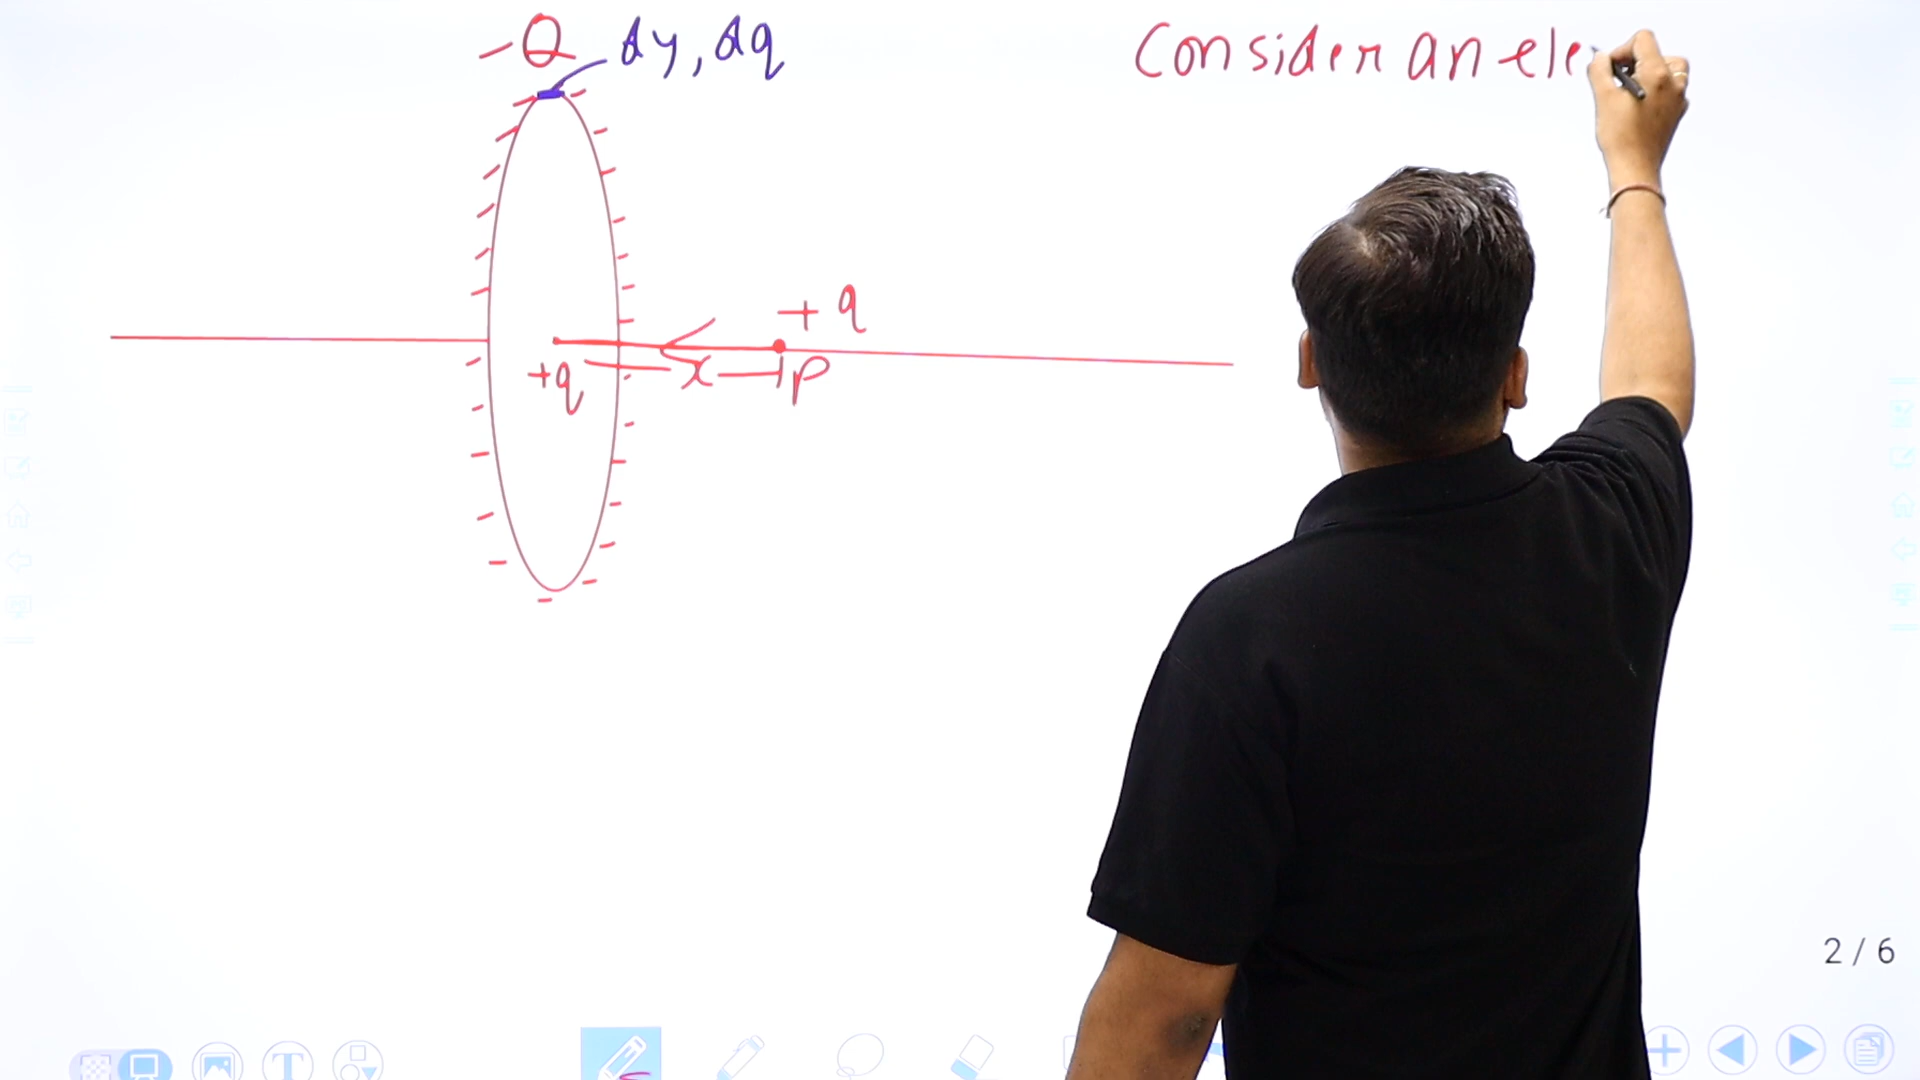 -Q dy, dq
Consider an ele
+q
+q x P
2 / 6
T